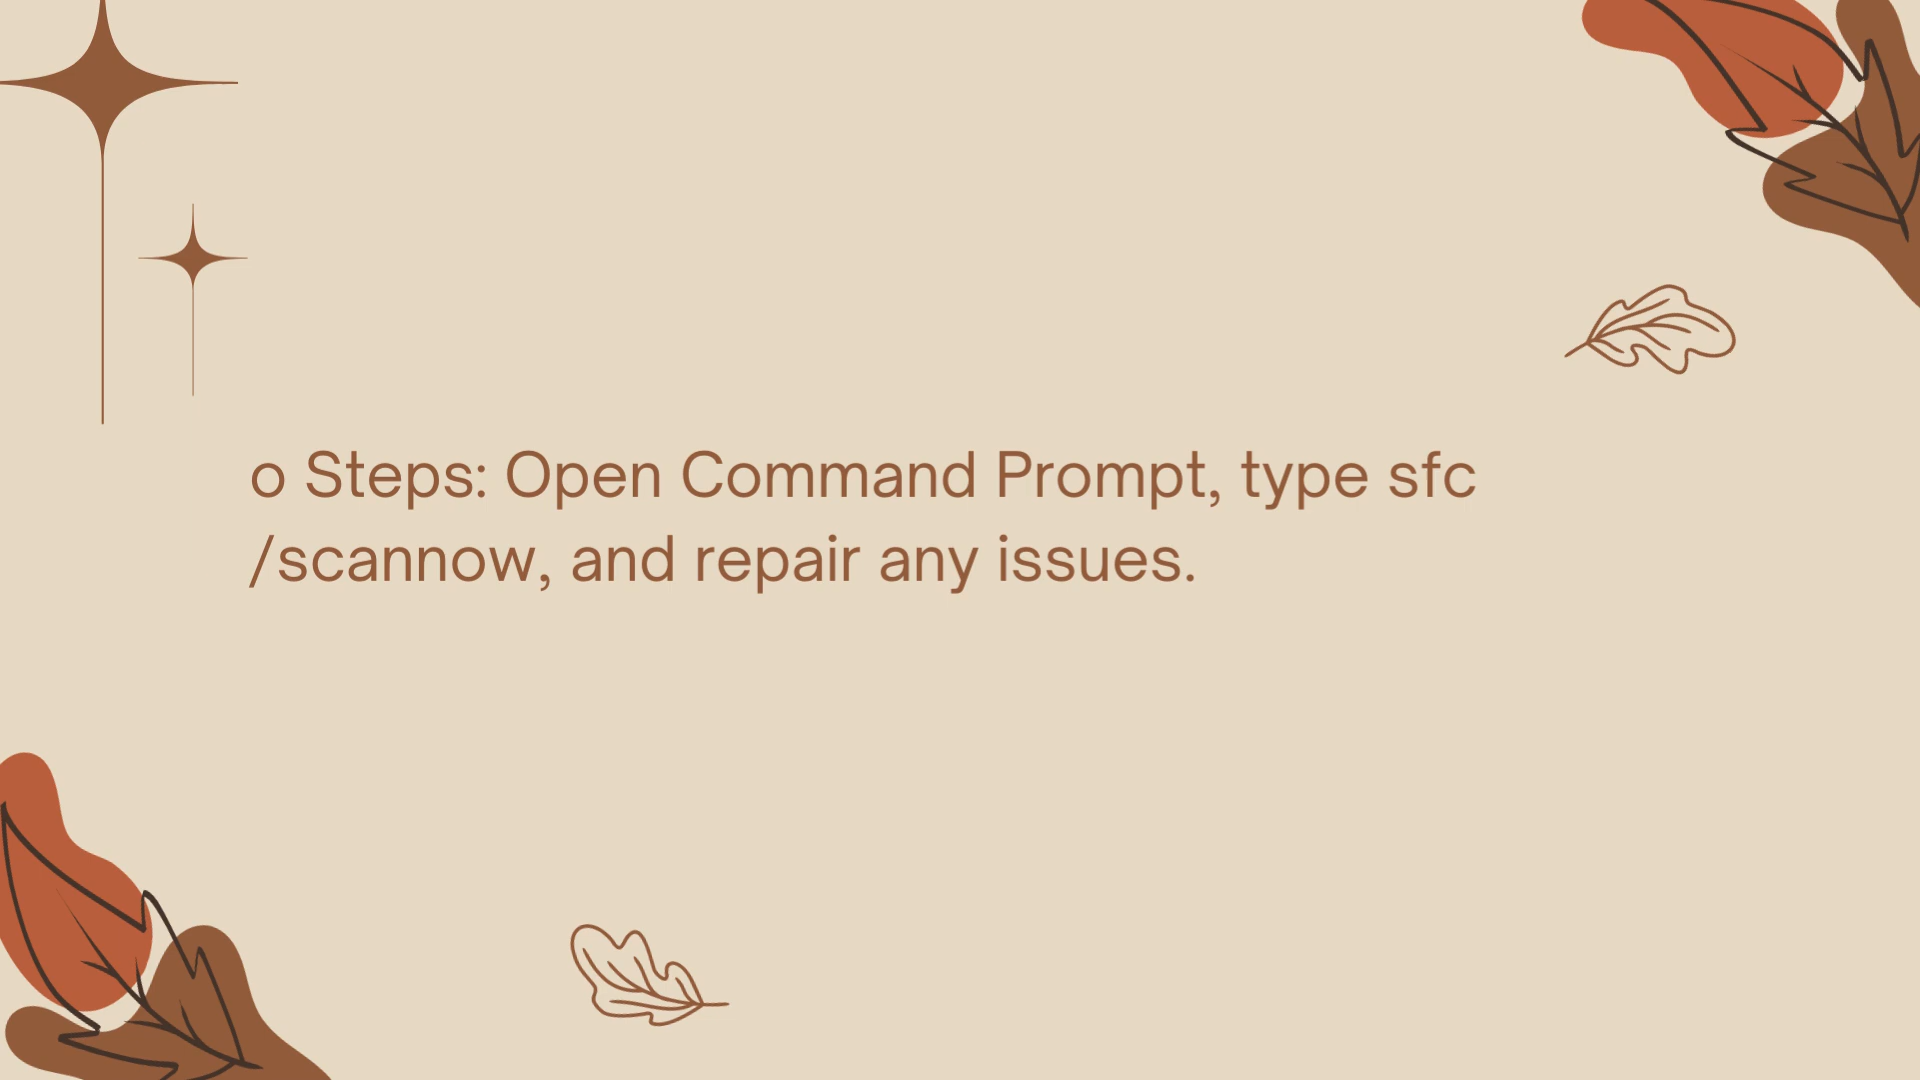 o Steps: Open Command Prompt, type sfc
/scannow, and repair any issues.